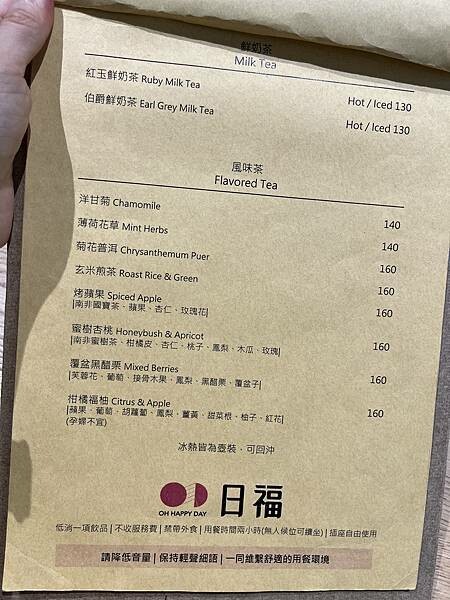 鮮奶茶
Milk Tea
紅玉鮮奶茶 Ruby Milk Tea
Hot / Iced 130
伯爵鮮奶茶 Earl Grey Milk Tea
Hot / Iced 130
風味茶
Flavored Tea
洋甘菊 Chamomile 140
薄荷花草 Mint Herbs 140
菊花普洱 Chrysanthemum Puer 160
玄米煎茶 Roast Rice & Green 160
烤蘋果 Spiced Apple 160
|南非國寶茶、蘋果、杏仁、玫瑰花|
蜜樹杏桃 Honeybush & Apricot 160
|南非蜜樹茶、柑橘皮、杏仁、桃子、鳳梨、木瓜、玫瑰|
覆盆黑醋栗 Mixed Berries 160
|芙蓉花、葡萄、接骨木果、鳳梨、黑醋栗、覆盆子|
柑橘福柚 Citrus & Apple 160
|蘋果、葡萄、胡蘿蔔、鳳梨、薑黃、甜菜根、柚子、紅花|
(孕婦不宜)
冰熱皆為壺裝，可回沖
OH HAPPY DAY
日福
低消一項飲品 | 不收服務費 | 禁帶外食 | 用餐時間兩小時(無人候位可續坐) | 插座自由使用
請降低音量 | 保持輕聲細語 | 一同維繫舒適的用餐環境